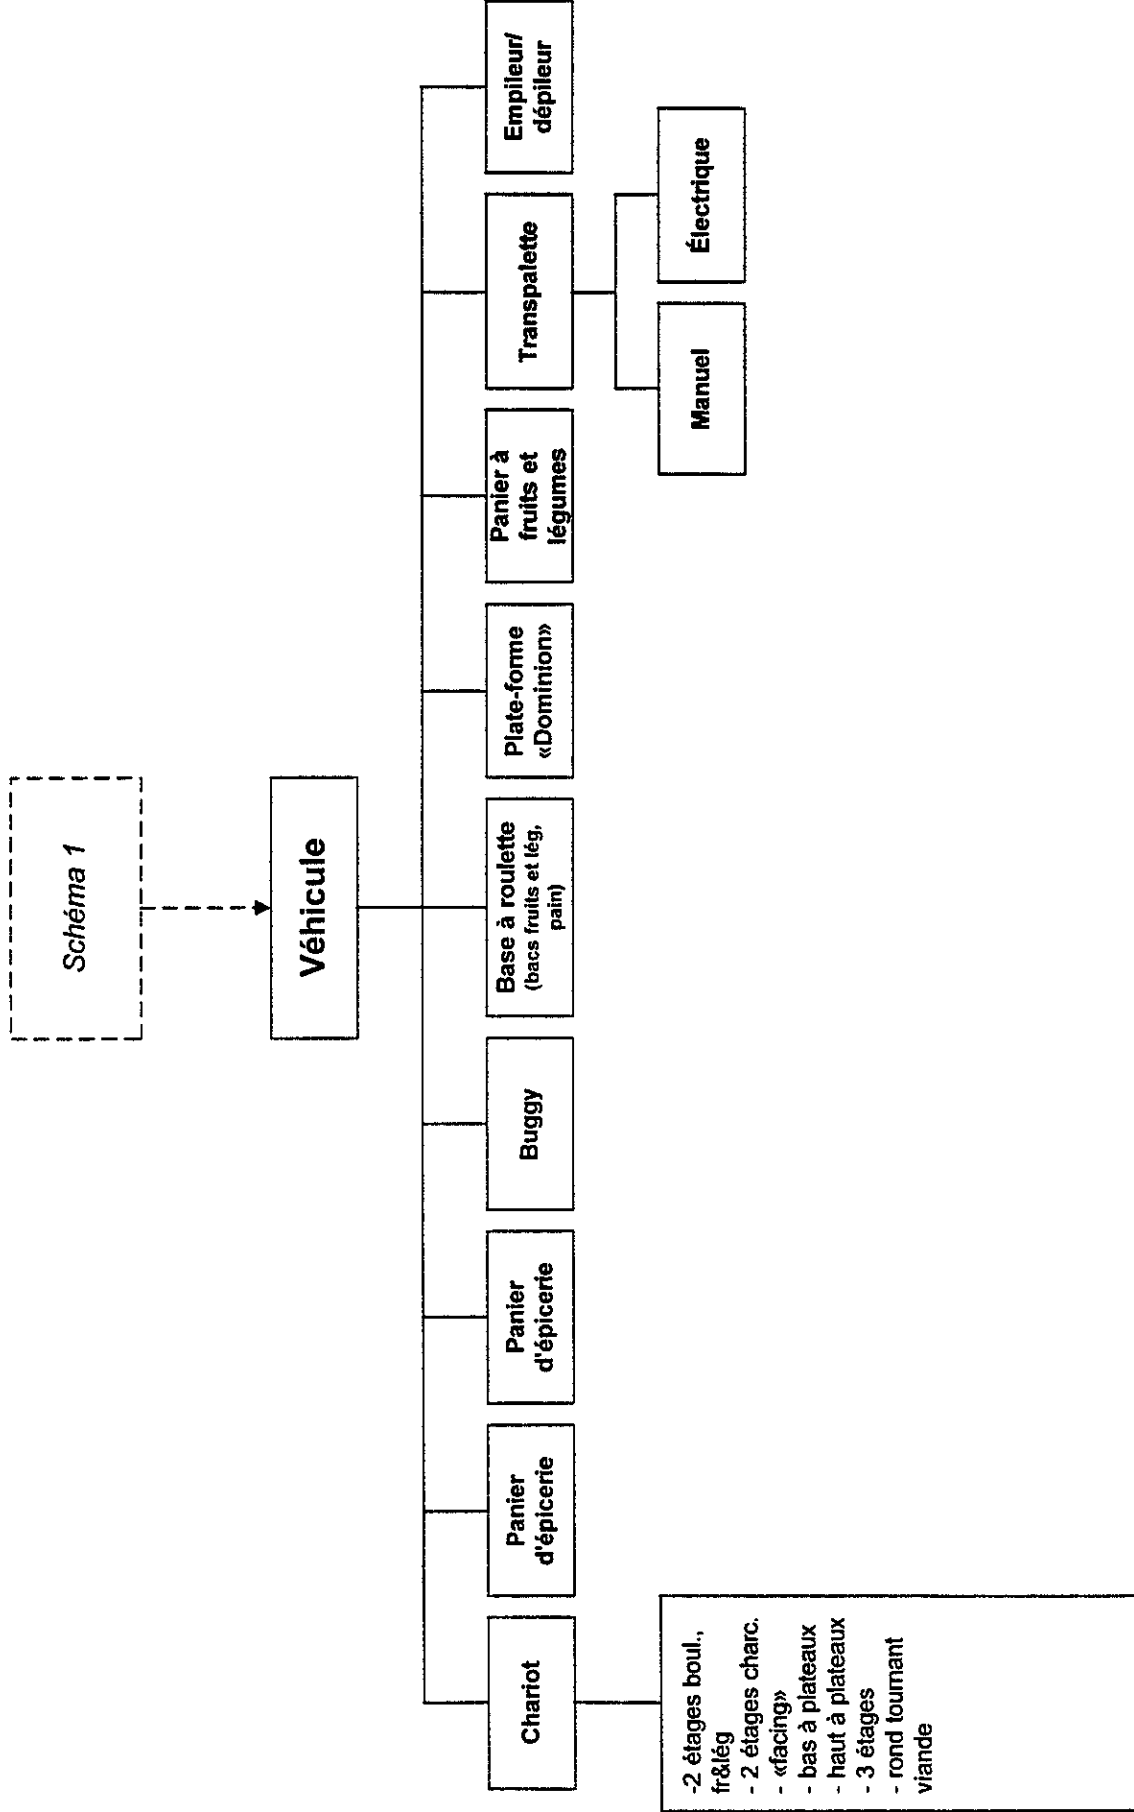 Schéma 1
Véhicule
Chariot
Panier
d'épicerie
Panier
d'épicerie
Buggy
Base à roulette
(bacs fruits et lég,
pain)
Plate-forme
«Dominion»
Panier à
fruits et
légumes
Transpalette
Empileur/
dépileur
-2 étages boul.,
fr&lég
- 2 étages charc.
- «facing»
- bas à plateaux
- haut à plateaux
- 3 étages
- rond tournant
viande
Manuel
Électrique